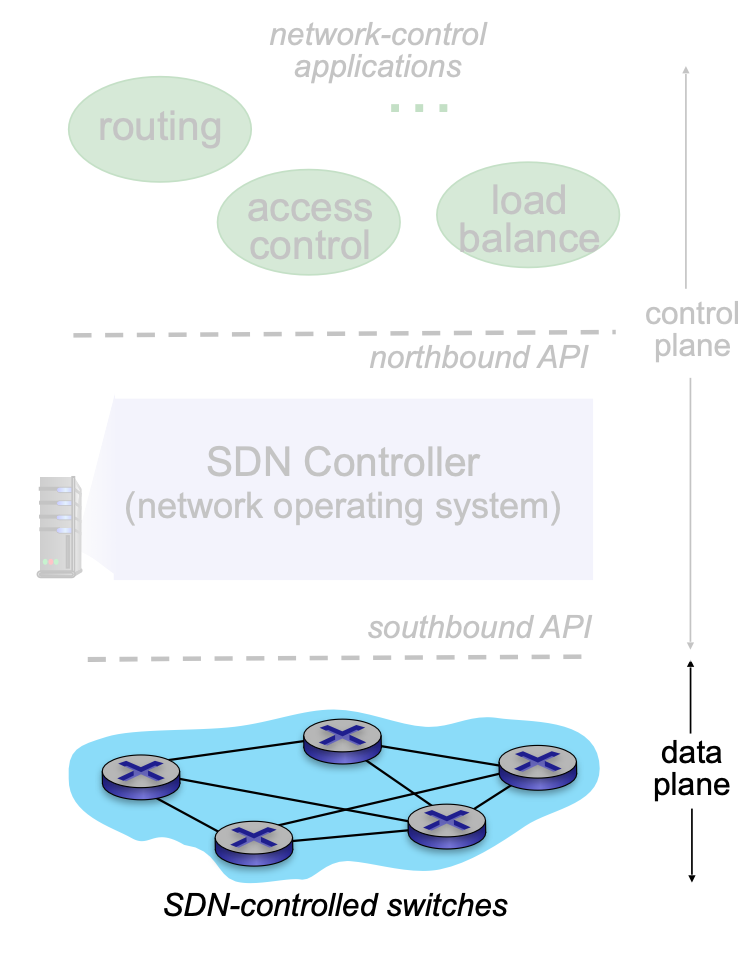 network-control
applications
routing
...
access
control
load
balance
control
plane
northbound API
SDN Controller
(network operating system)
southbound API
data
plane
SDN-controlled switches